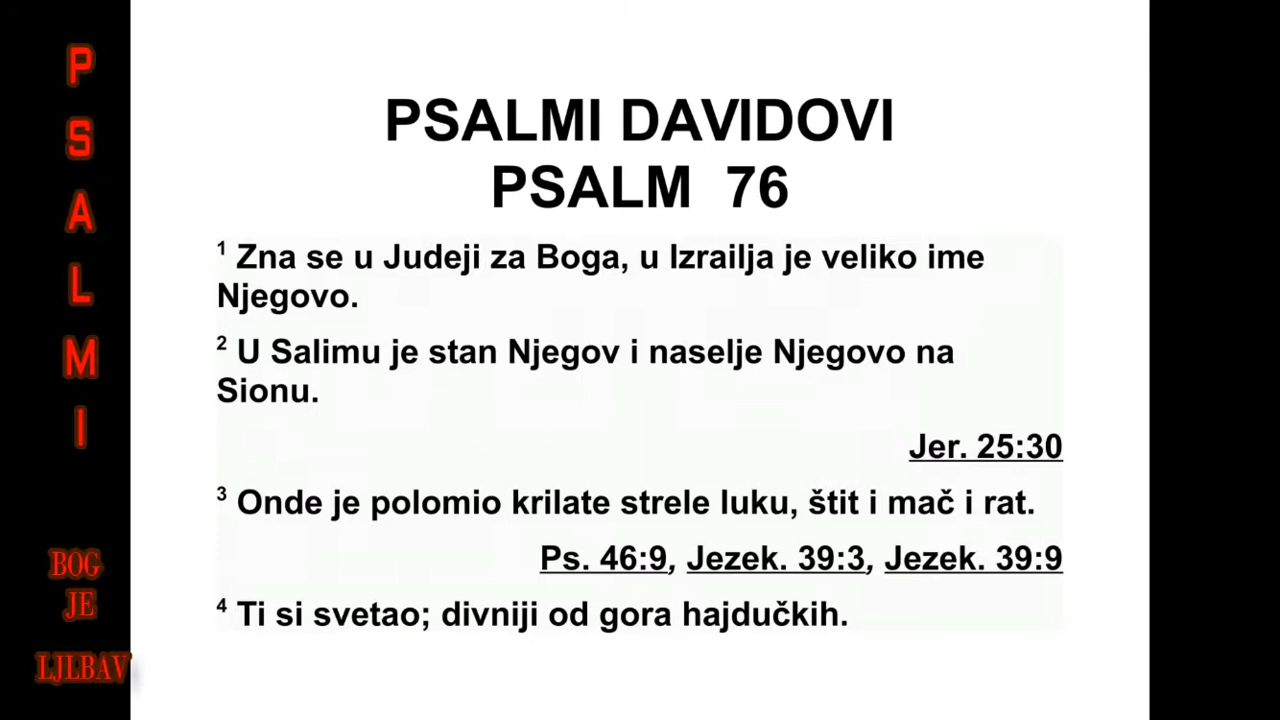 P
S
A
L
M
I
BOG
JE
LJLBAV
PSALMI DAVIDOVI
PSALM 76
1 Zna se u Judeji za Boga, u Izrailja je veliko ime
Njegovo.
2 U Salimu je stan Njegov i naselje Njegovo na
Sionu.
Jer. 25:30
3 Onde je polomio krilate strele luku, štit i mač i rat.
Ps. 46:9, Jezek. 39:3, Jezek. 39:9
4 Ti si svetao; divniji od gora hajdučkih.